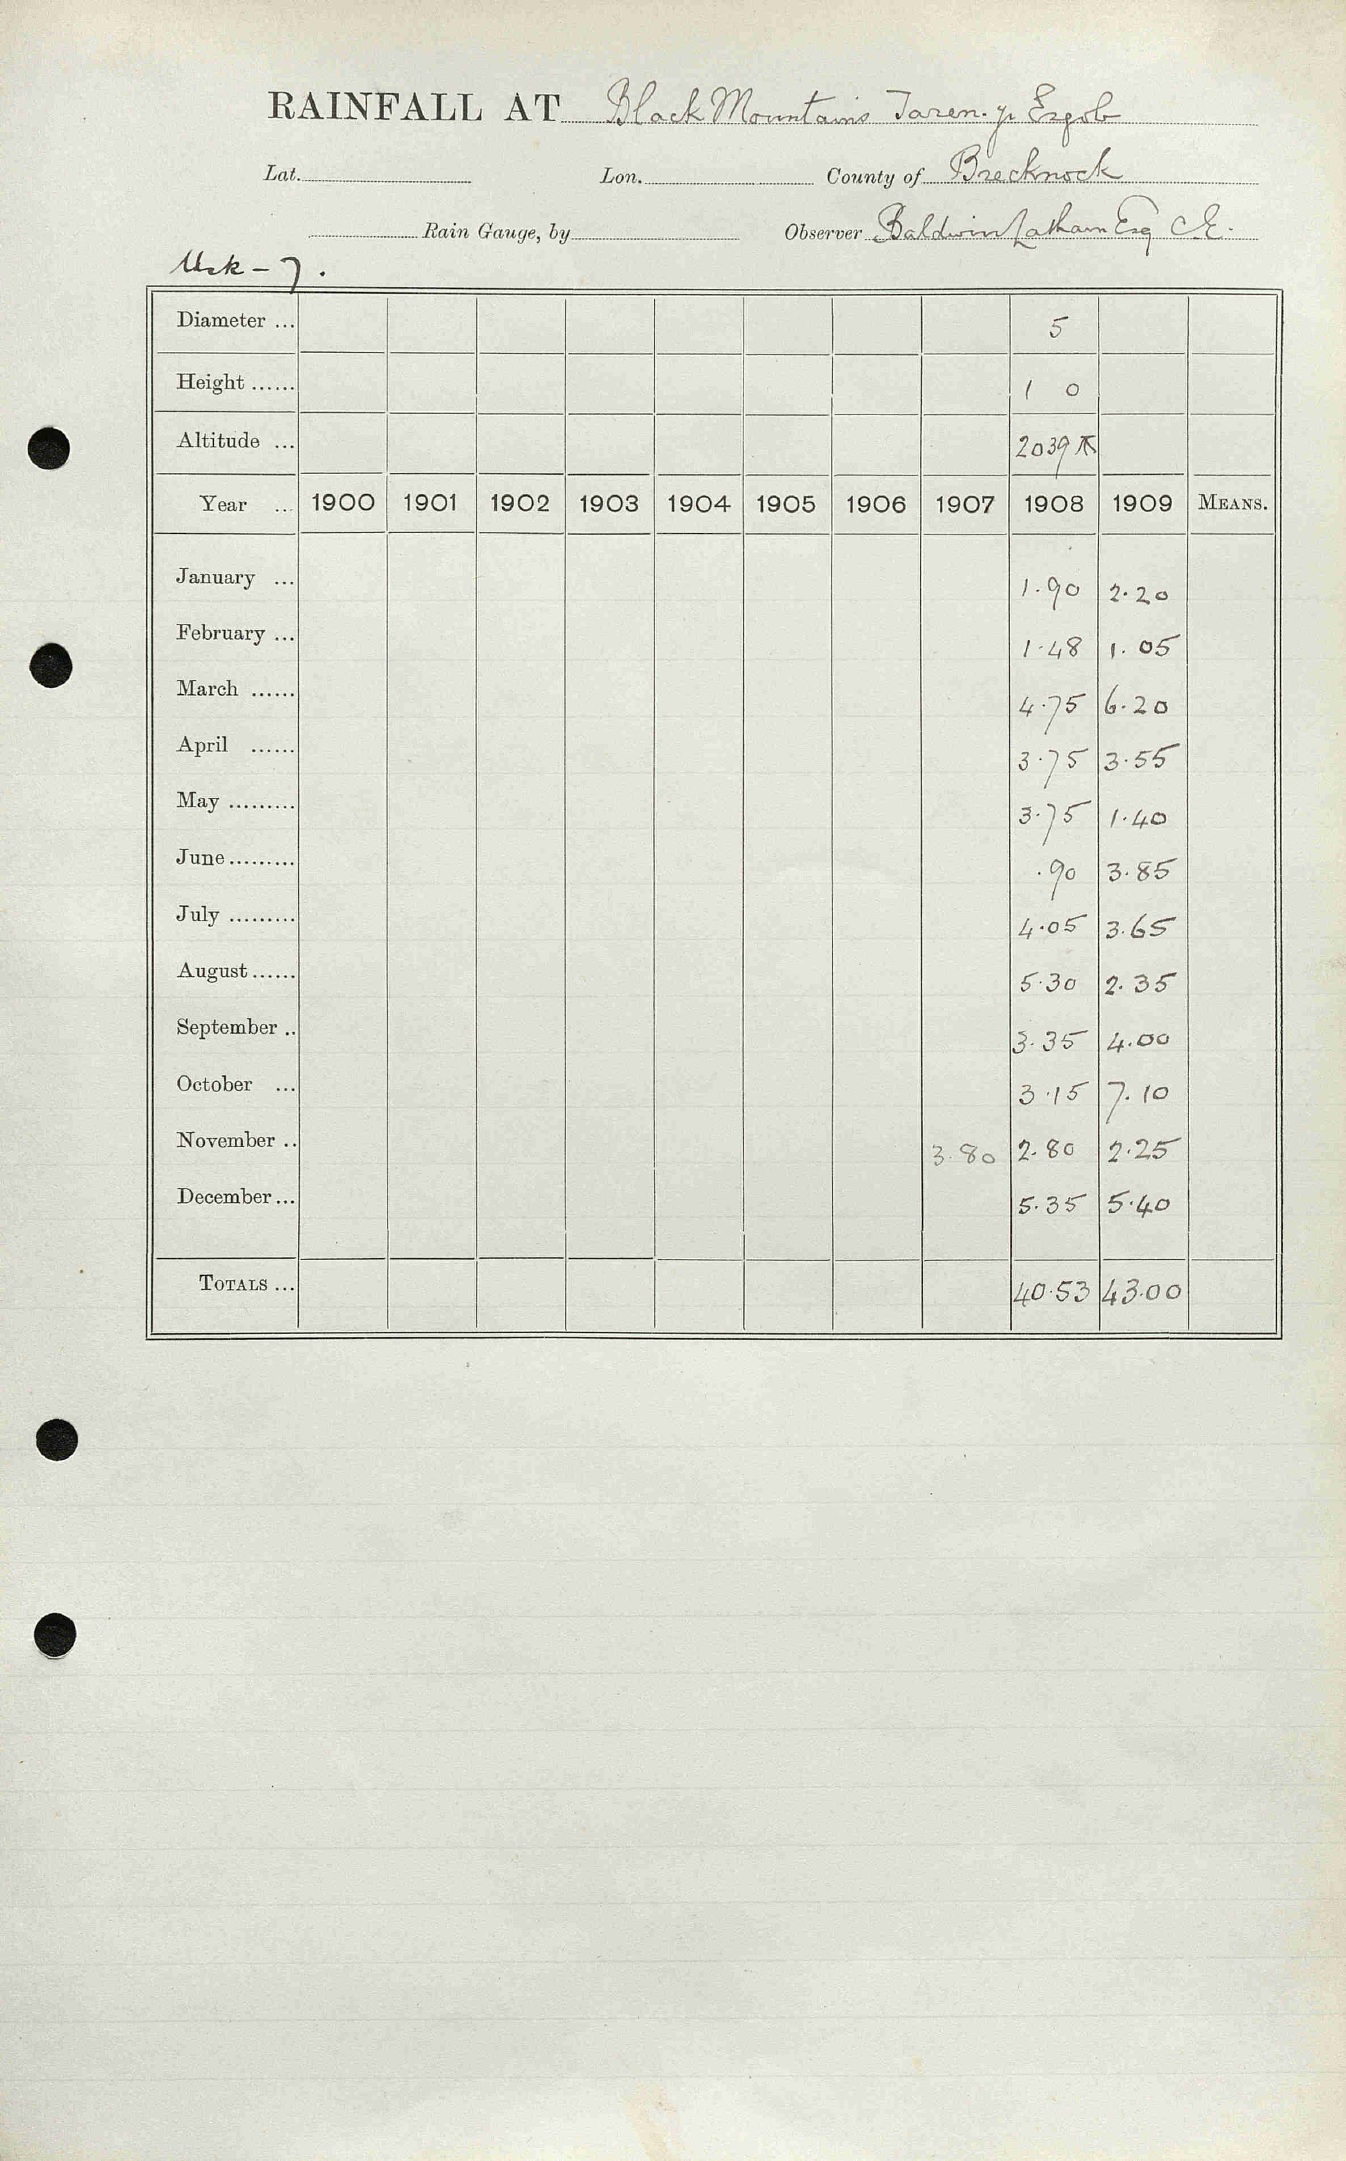 RAINFALL AT Black Mountains Taren. yr Esgob
Lat. Lon. County of Brecknock
Rain Gauge, by Observer Baldwin Latham Esq C.E.
Usk - 7.
Diameter ... 5
Height ...... 1 0
Altitude ... 2039
Year ... 1900 1901 1902 1903 1904 1905 1906 1907 1908 1909 MEANS.
January ... 1.90 2.20
February ... 1.48 1.05
March ...... 4.75 6.20
April ...... 3.75 3.55
May ......... 3.75 1.40
June ......... .90 3.85
July ......... 4.05 3.65
August ...... 5.30 2.35
September .. 3.35 4.00
October ... 3.15 7.10
November .. 3.80 2.80 2.25
December ... 5.35 5.40
TOTALS ... 40.53 43.00